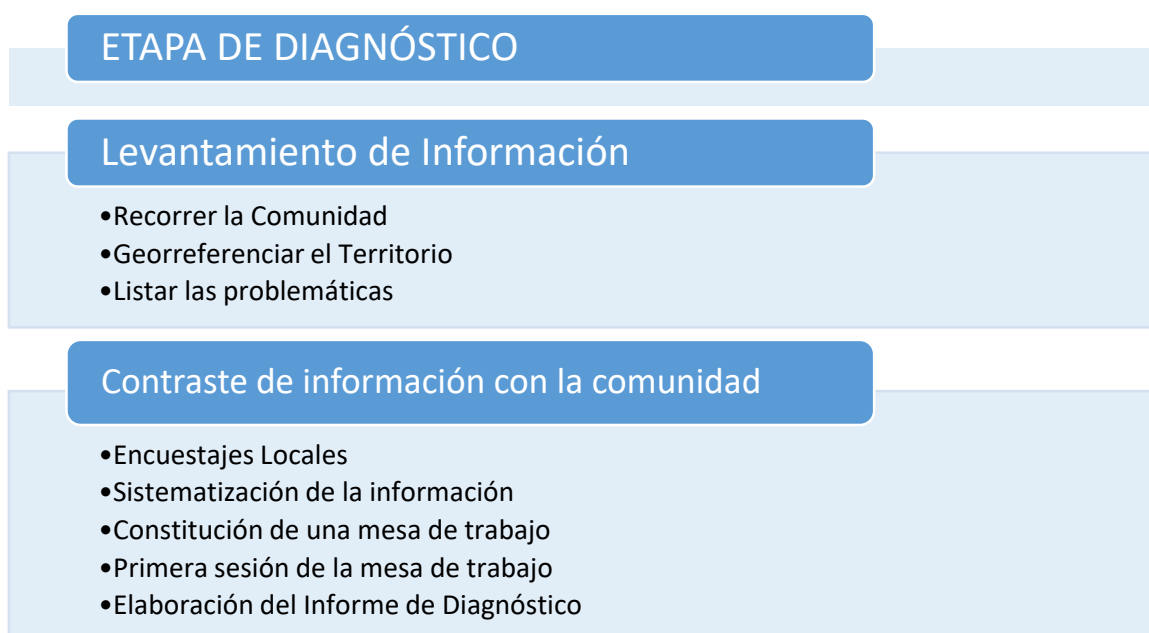 ETAPA DE DIAGNÓSTICO
Levantamiento de Información
•Recorrer la Comunidad
•Georreferenciar el Territorio
•Listar las problemáticas
Contraste de información con la comunidad
•Encuestajes Locales
•Sistematización de la información
•Constitución de una mesa de trabajo
•Primera sesión de la mesa de trabajo
•Elaboración del Informe de Diagnóstico